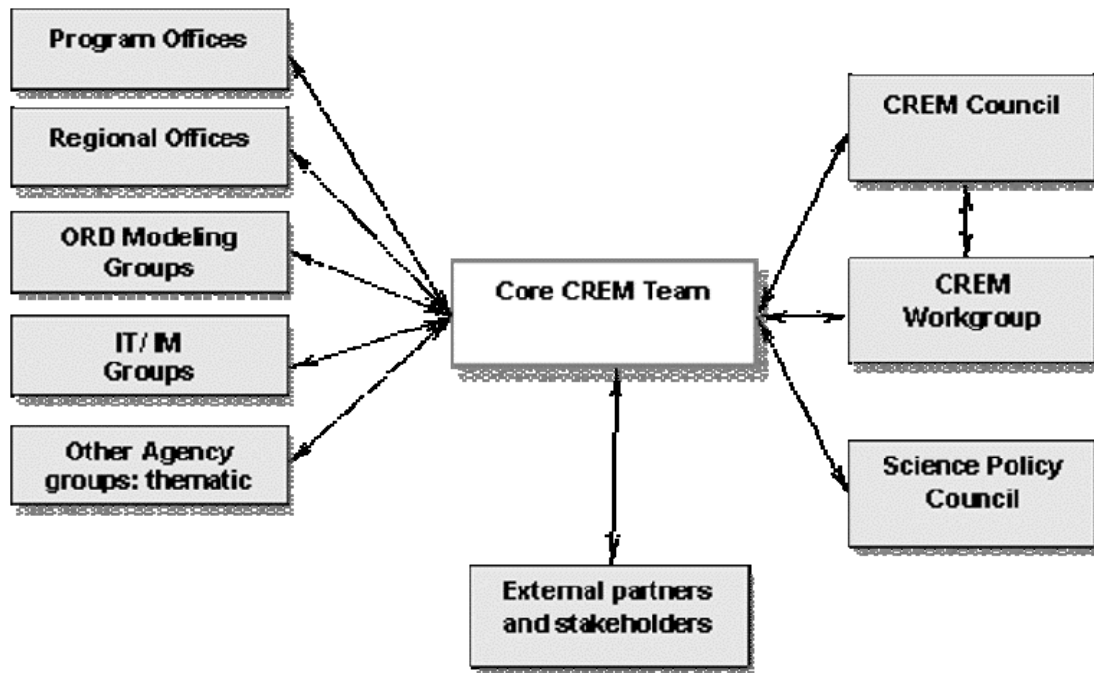 Program Offices
Regional Offices
ORD Modeling
Groups
IT/ IM
Groups
Other Agency
groups: thematic
Core CREM Team
External partners
and stakeholders
CREM Council
CREM
Workgroup
Science Policy
Council